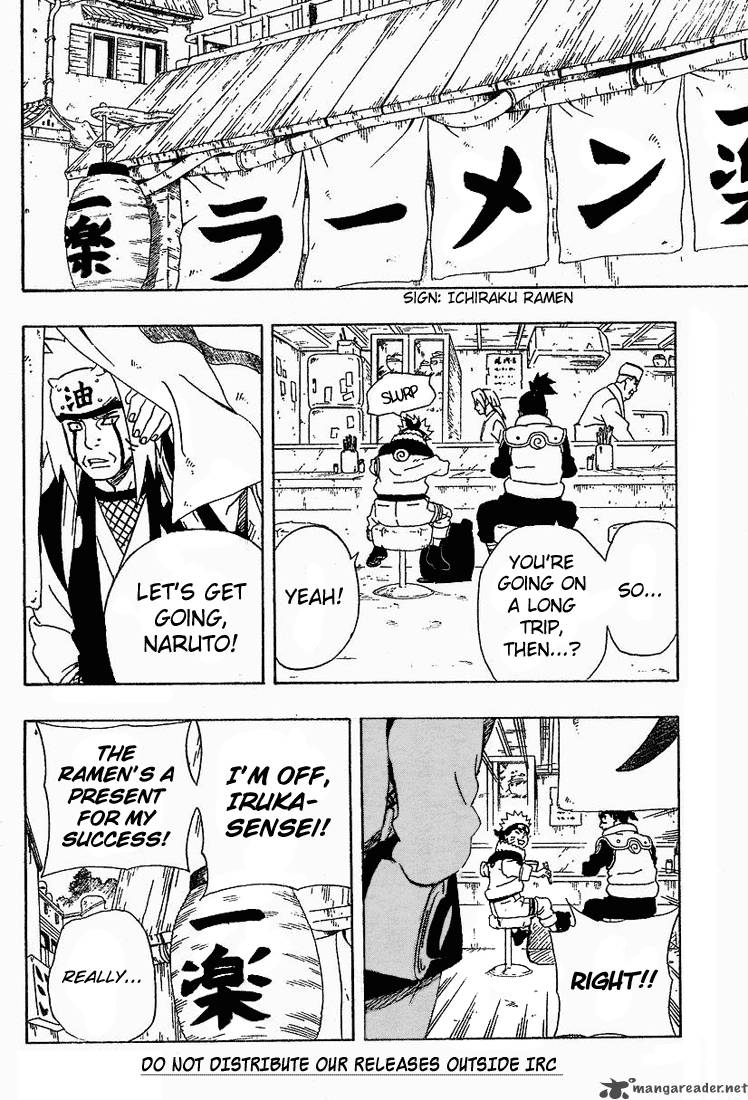 一楽
ラーメン
一楽
SIGN: ICHIRAKU RAMEN
SO...
YOU'RE
GOING ON
A LONG
TRIP,
THEN...?
SLURP
YEAH!
油
LET'S GET
GOING,
NARUTO!
RIGHT!!
I'M OFF,
IRUKA-
SENSEI!
THE
RAMEN'S A
PRESENT
FOR MY
SUCCESS!
一楽
REALLY...
DO NOT DISTRIBUTE OUR RELEASES OUTSIDE IRC
mangareader.net